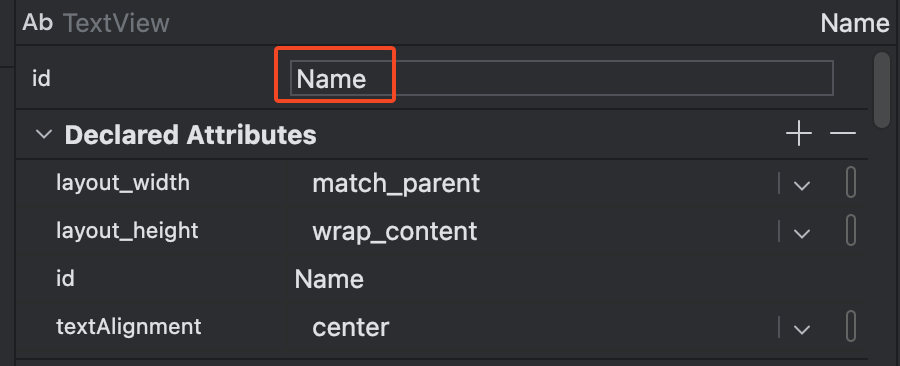 Ab TextView Name
id Name
Declared Attributes
layout_width match_parent
layout_height wrap_content
id Name
textAlignment center